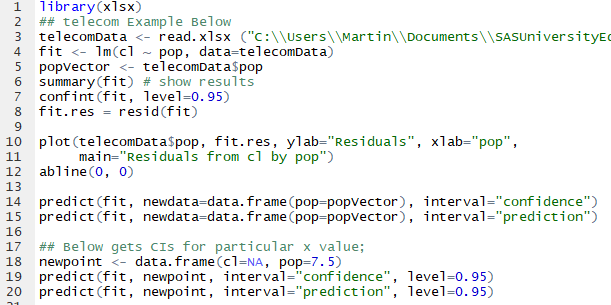 1 library(xlsx)
2 ## telecom Example Below
3 telecomData <- read.xlsx ("C:\\Users\\Martin\\Documents\\SASUniversityEd
4 fit <- lm(cl ~ pop, data=telecomData)
5 popVector <- telecomData$pop
6 summary(fit) # show results
7 confint(fit, level=0.95)
8 fit.res = resid(fit)
9
10 plot(telecomData$pop, fit.res, ylab="Residuals", xlab="pop",
11 main="Residuals from cl by pop")
12 abline(0, 0)
13
14 predict(fit, newdata=data.frame(pop=popVector), interval="confidence")
15 predict(fit, newdata=data.frame(pop=popVector), interval="prediction")
16
17 ## Below gets CIs for particular x value;
18 newpoint <- data.frame(cl=NA, pop=7.5)
19 predict(fit, newpoint, interval="confidence", level=0.95)
20 predict(fit, newpoint, interval="prediction", level=0.95)